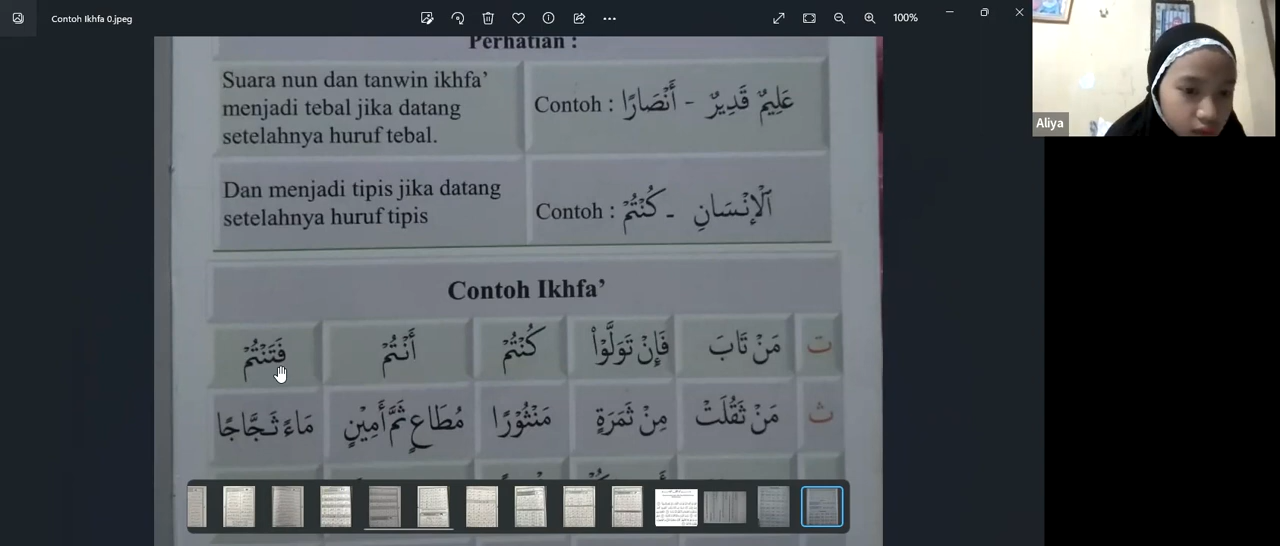 Contoh Ikhfa 0.jpeg
100%
Perhatian :
Suara nun dan tanwin ikhfa’
menjadi tebal jika datang
setelahnya huruf tebal.
Contoh : عَلِيمٌ قَدِيرٌ - أَنْصَارًا
Dan menjadi tipis jika datang
setelahnya huruf tipis
Contoh : ٱلْإِنْسَانِ - كُنْتُمْ
Contoh Ikhfa’
ت مَنْ تَابَ فَإِنْ تَوَلَّوْاْ كُنْتُمْ أَنْتُمْ فَتَنْتُمْ
ث مَنْ ثَقُلَتْ مِنْ ثَمَرَةٍ مَنْثُوْرًا مُطَاعٍ ثَمَّ أَمِيْنٍ مَاءً ثَجَّاجًا
Aliya